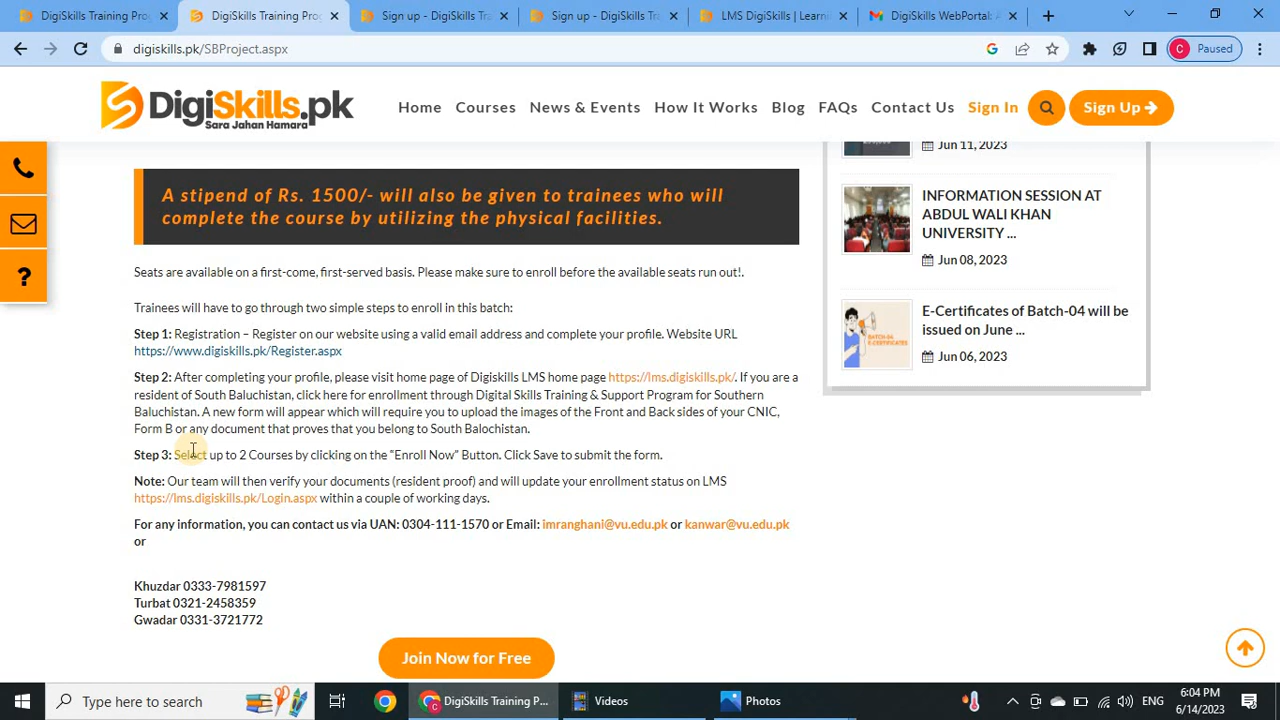 DigiSkills Training Pro
DigiSkills Training Pro
Sign up - DigiSkills Tra
Sign up - DigiSkills Tra
LMS DigiSkills | Learni
DigiSkills WebPortal
digiskills.pk/SBProject.aspx
Paused
DigiSkills.pk
Sara Jahan Hamara
Home
Courses
News & Events
How It Works
Blog
FAQs
Contact Us
Sign In
Sign Up
A stipend of Rs. 1500/- will also be given to trainees who will
complete the course by utilizing the physical facilities.
Seats are available on a first-come, first-served basis. Please make sure to enroll before the available seats run out!.
Trainees will have to go through two simple steps to enroll in this batch:
Step 1: Registration – Register on our website using a valid email address and complete your profile. Website URL
https://www.digiskills.pk/Register.aspx
Step 2: After completing your profile, please visit home page of Digiskills LMS home page https://lms.digiskills.pk/. If you are a
resident of South Baluchistan, click here for enrollment through Digital Skills Training & Support Program for Southern
Baluchistan. A new form will appear which will require you to upload the images of the Front and Back sides of your CNIC,
Form B or any document that proves that you belong to South Balochistan.
Step 3: Select up to 2 Courses by clicking on the “Enroll Now” Button. Click Save to submit the form.
Note: Our team will then verify your documents (resident proof) and will update your enrollment status on LMS
https://lms.digiskills.pk/Login.aspx within a couple of working days.
For any information, you can contact us via UAN: 0304-111-1570 or Email: imranghani@vu.edu.pk or kanwar@vu.edu.pk
or
Khuzdar 0333-7981597
Turbat 0321-2458359
Gwadar 0331-3721772
Join Now for Free
Jun 11, 2023
INFORMATION SESSION AT
ABDUL WALI KHAN
UNIVERSITY ...
Jun 08, 2023
E-Certificates of Batch-04 will be
issued on June ...
Jun 06, 2023
BATCH-04
E-CERTIFICATES
Type here to search
DigiSkills Training P...
Videos
Photos
ENG
6:04 PM
6/14/2023